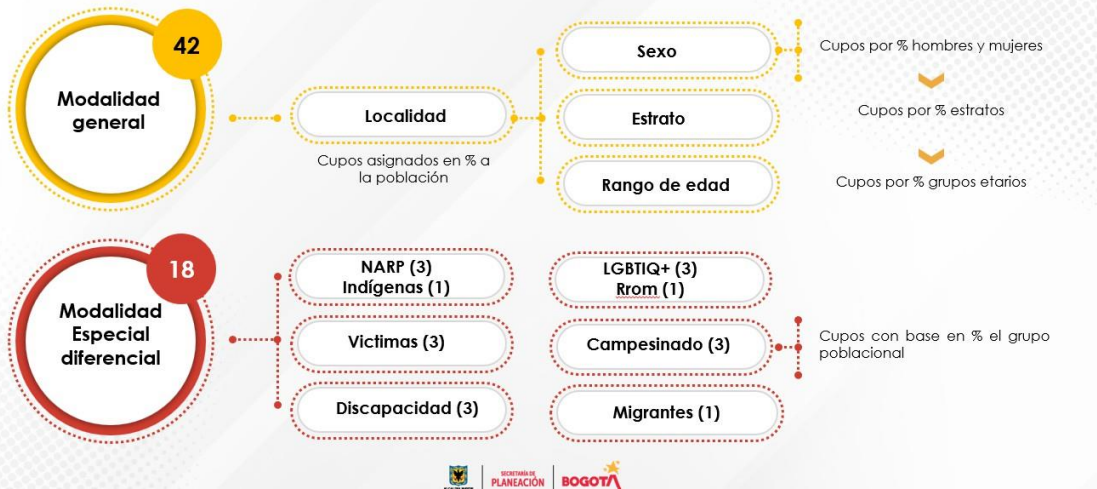 42
Modalidad
general
Localidad
Cupos asignados en % a
la población
Sexo
Estrato
Rango de edad
Cupos por % hombres y mujeres
Cupos por % estratos
Cupos por % grupos etarios
18
Modalidad
Especial
diferencial
NARP (3)
Indígenas (1)
Victimas (3)
Discapacidad (3)
LGBTIQ+ (3)
Rrom (1)
Campesinado (3)
Migrantes (1)
Cupos con base en % el grupo
poblacional
SECRETARÍA DE
PLANEACIÓN
BOGOTÁ